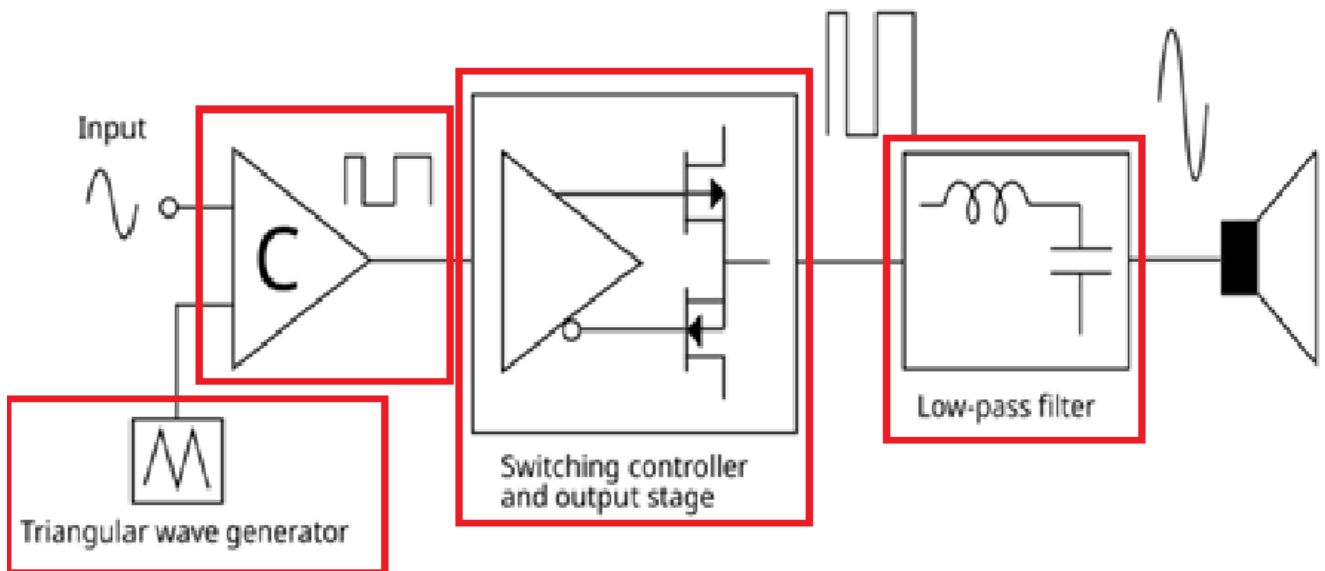 Input
C
Triangular wave generator
Switching controller
and output stage
Low-pass filter